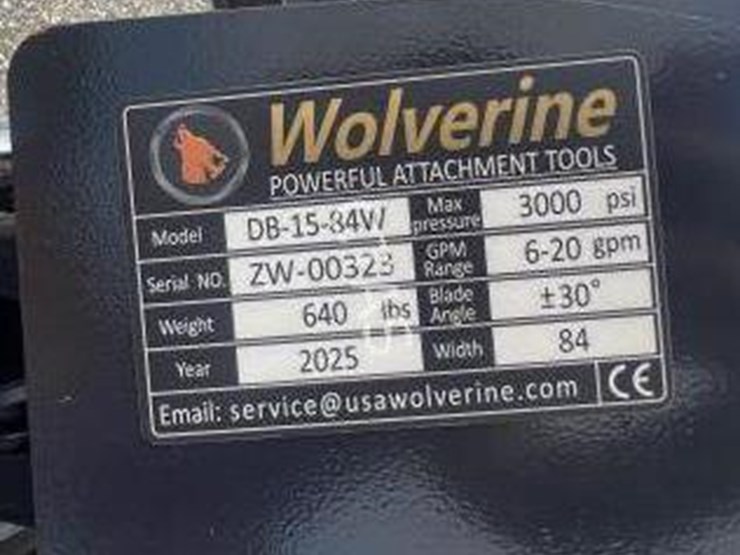 Wolverine
POWERFUL ATTACHMENT TOOLS
Model DB-15-84W Max pressure 3000 psi
Serial NO. ZW-00323 GPM Range 6-20 gpm
Weight 640 lbs Blade Angle ±30°
Year 2025 Width 84
Email: service@usawolverine.com CE